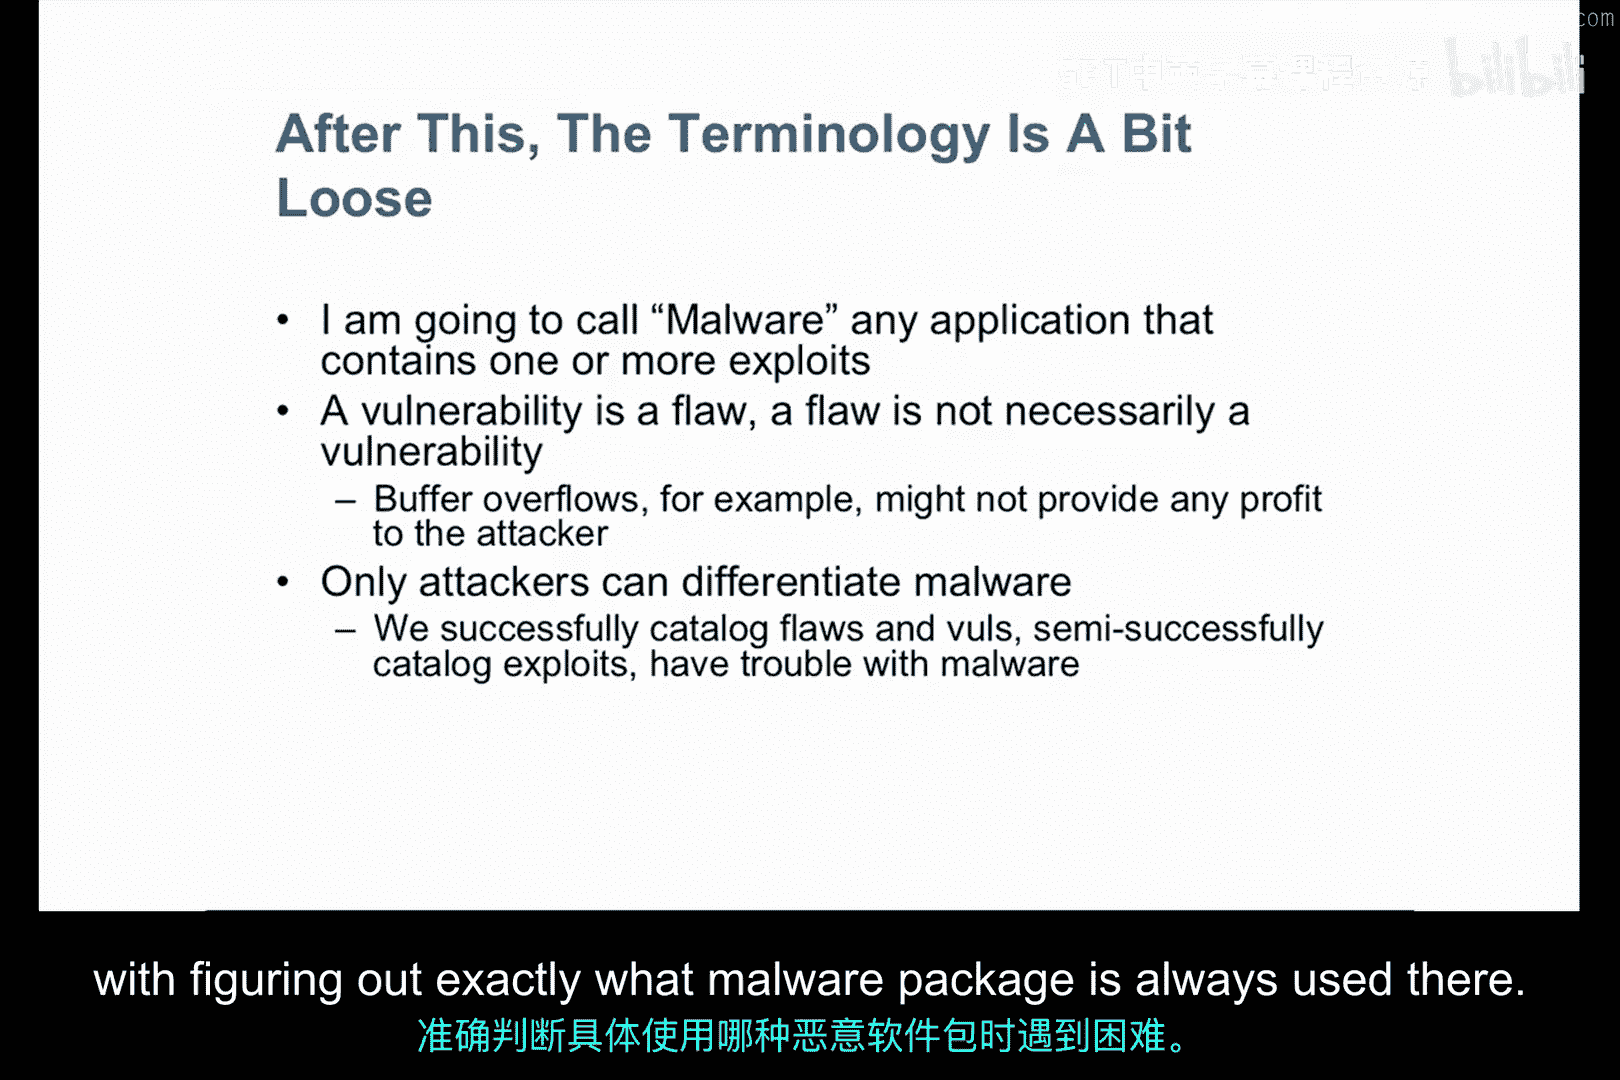 com
bilibili
After This, The Terminology Is A Bit
Loose
• I am going to call “Malware” any application that
contains one or more exploits
• A vulnerability is a flaw, a flaw is not necessarily a
vulnerability
– Buffer overflows, for example, might not provide any profit
to the attacker
• Only attackers can differentiate malware
– We successfully catalog flaws and vuls, semi-successfully
catalog exploits, have trouble with malware
with figuring out exactly what malware package is always used there.
准确判断具体使用哪种恶意软件包时遇到困难。